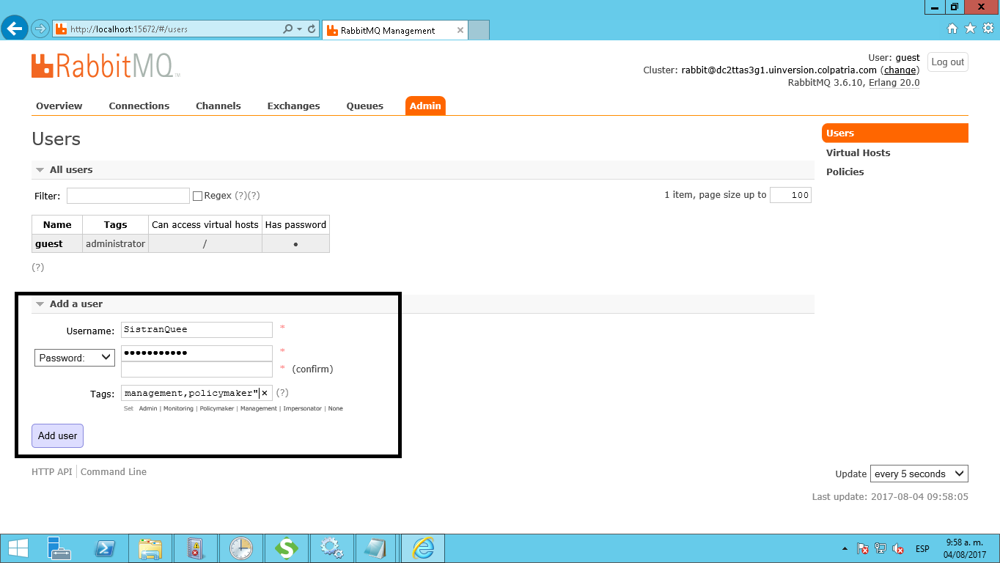 http://localhost:15672/#/users
RabbitMQ Management
RabbitMQ™
User: guest
Log out
Cluster: rabbit@dc2ttas3g1.uinversion.colpatria.com (change)
RabbitMQ 3.6.10, Erlang 20.0
Overview Connections Channels Exchanges Queues Admin
Users
Users
Virtual Hosts
Policies
All users
Filter: Regex (?)(?)
1 item, page size up to 100
Name Tags Can access virtual hosts Has password
guest administrator / •
(?)
Add a user
Username: SistranQuee *
Password: ●●●●●●●●●●● *
* (confirm)
Tags: management,policymaker" × (?)
Set Admin | Monitoring | Policymaker | Management | Impersonator | None
Add user
HTTP API Command Line
Update every 5 seconds
Last update: 2017-08-04 09:58:05
ESP
9:58 a. m.
04/08/2017